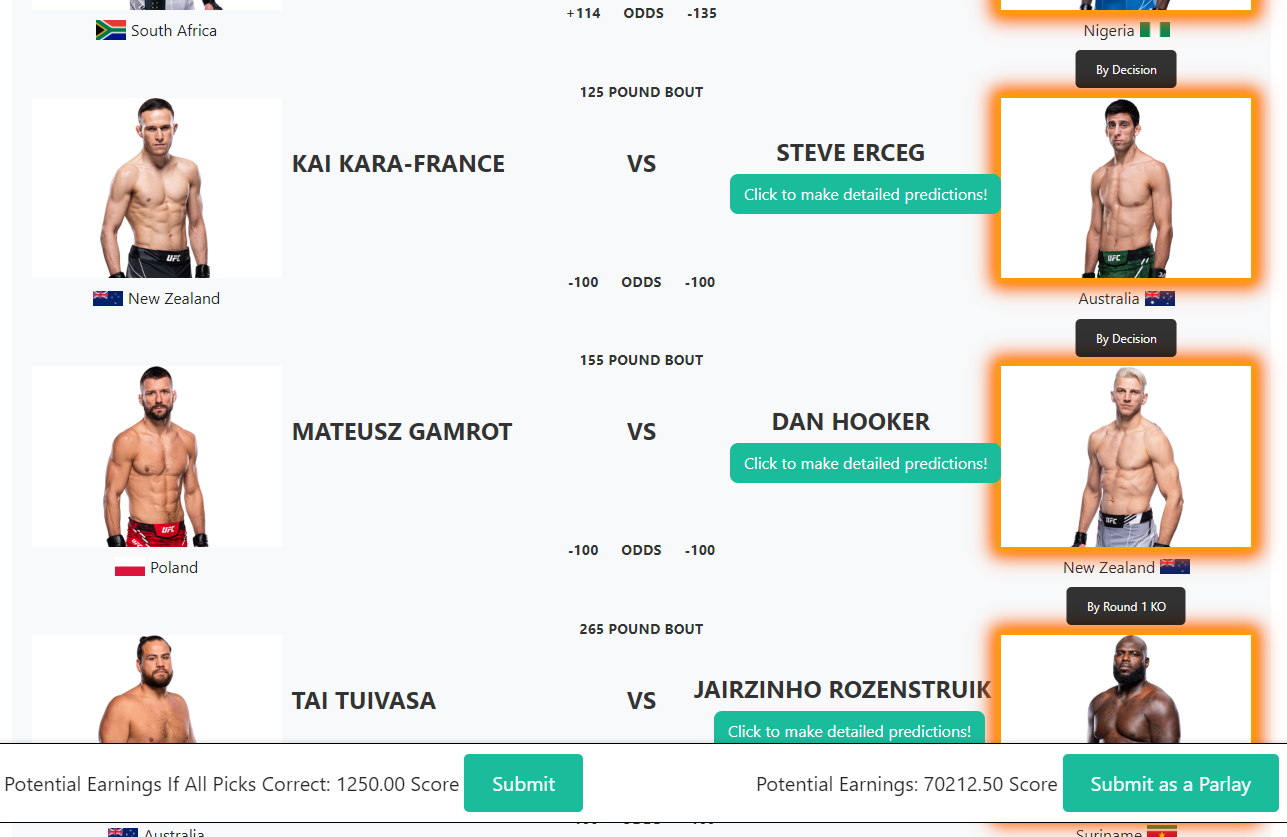 +114 ODDS -135
South Africa
Nigeria
By Decision
125 POUND BOUT
KAI KARA-FRANCE
VS
STEVE ERCEG
Click to make detailed predictions!
UFC
UFC
-100 ODDS -100
New Zealand
Australia
By Decision
155 POUND BOUT
MATEUSZ GAMROT
VS
DAN HOOKER
Click to make detailed predictions!
UFC
UFC
-100 ODDS -100
Poland
New Zealand
By Round 1 KO
265 POUND BOUT
TAI TUIVASA
VS
JAIRZINHO ROZENSTRUIK
Click to make detailed predictions!
Potential Earnings If All Picks Correct: 1250.00 Score
Submit
Potential Earnings: 70212.50 Score
Submit as a Parlay
Australia
Suriname